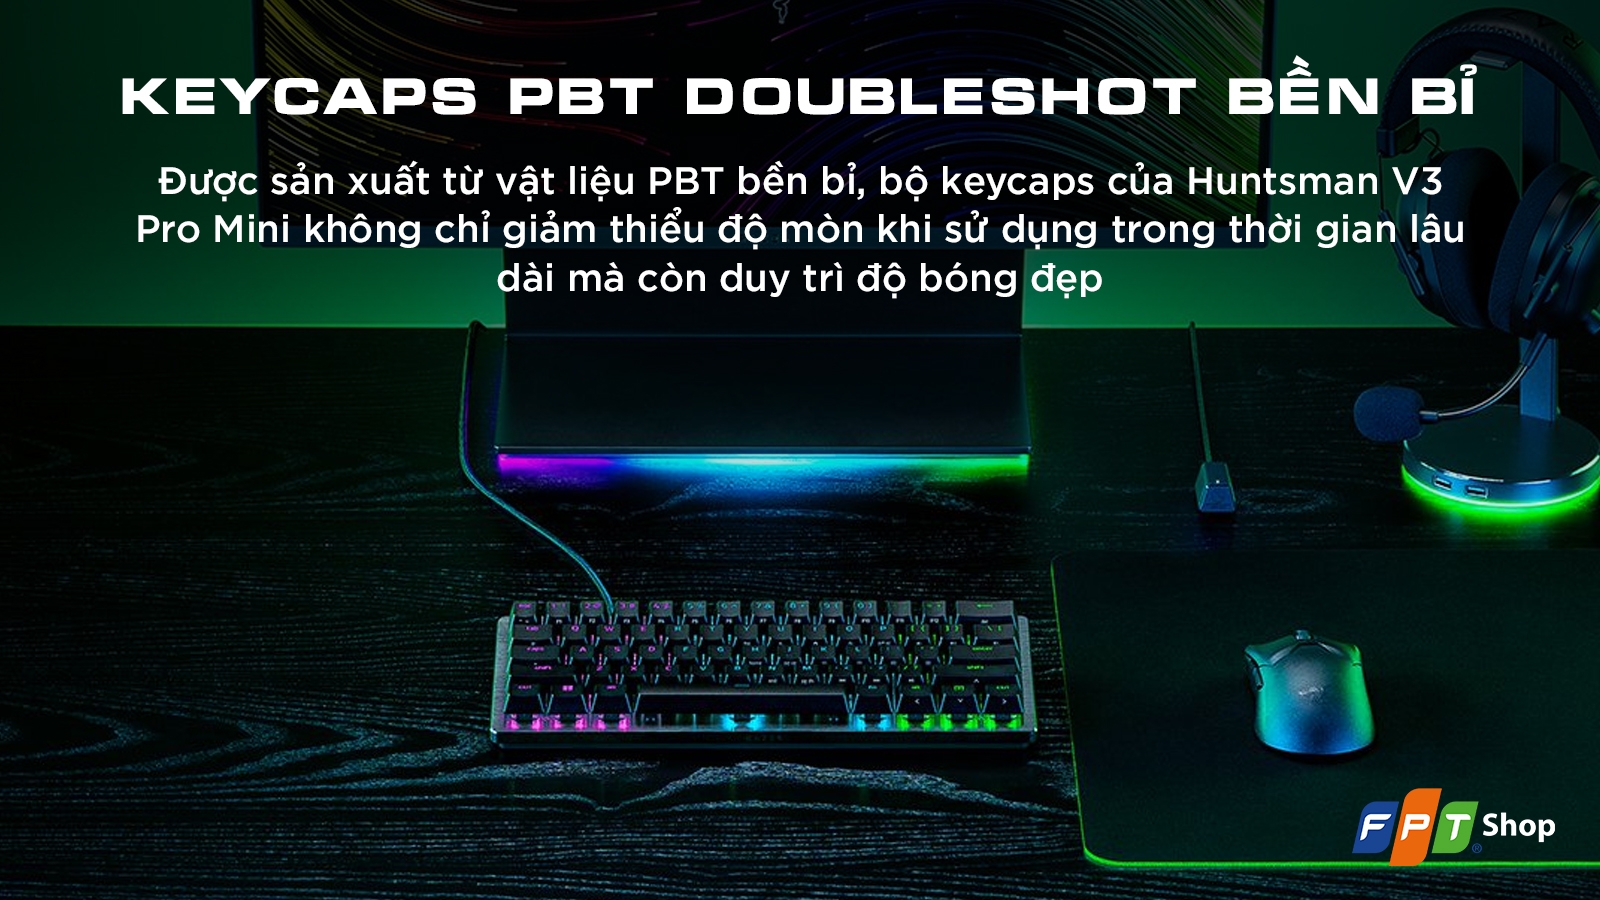 KEYCAPS PBT DOUBLESHOT BỀN BỈ
Được sản xuất từ vật liệu PBT bền bỉ, bộ keycaps của Huntsman V3
Pro Mini không chỉ giảm thiểu độ mòn khi sử dụng trong thời gian lâu
dài mà còn duy trì độ bóng đẹp
FPT® Shop